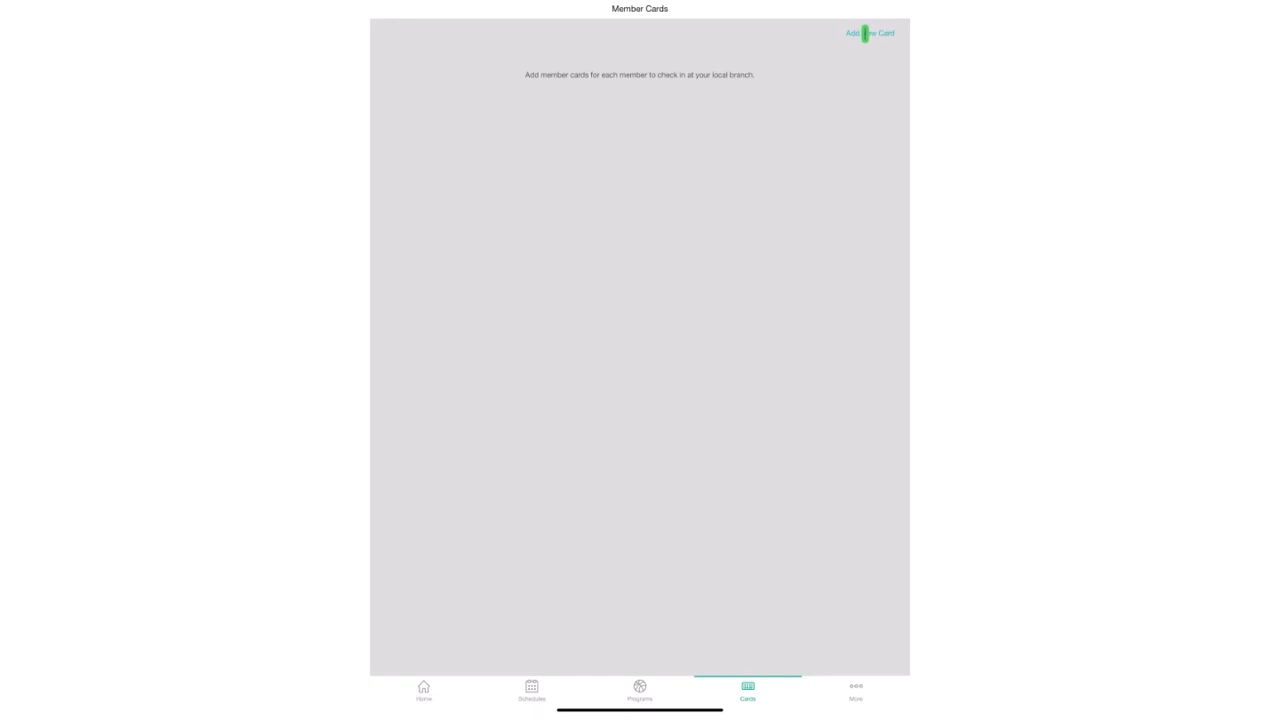 Member Cards
Add ew Card
Add member cards for each member to check in at your local branch.
Home
Schedules
Programs
Cards
More